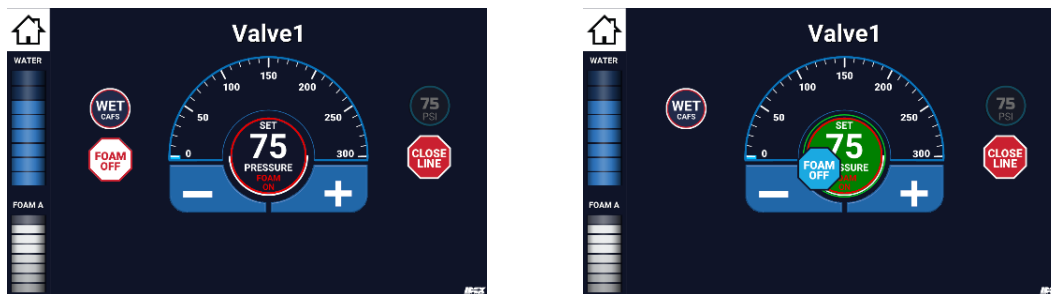 Valve1
WATER
150
100
200
WET
CAFS
50
250
75
PSI
SET
75
PRESSURE
FOAM
ON
0
300
FOAM
OFF
CLOSE
LINE
−
+
FOAM A
Valve1
WATER
150
100
200
WET
CAFS
50
250
75
PSI
SET
75
SSURE
0
300
FOAM
OFF
CLOSE
LINE
−
+
FOAM A